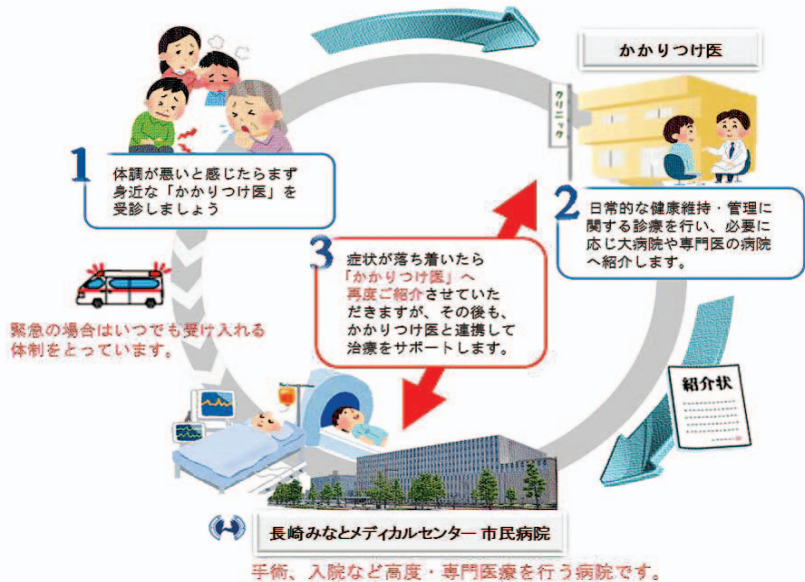 かかりつけ医
クリニック
1
体調が悪いと感じたらまず
身近な「かかりつけ医」を
受診しましょう
2
日常的な健康維持・管理に
関する診療を行い、必要に
応じ大病院や専門医の病院
へ紹介します。
3
症状が落ち着いたら
「かかりつけ医」へ
再度ご紹介させていた
だきますが、その後も、
かかりつけ医と連携して
治療をサポートします。
緊急の場合はいつでも受け入れる
体制をとっています。
紹介状
長崎みなとメディカルセンター 市民病院
手術、入院など高度・専門医療を行う病院です。